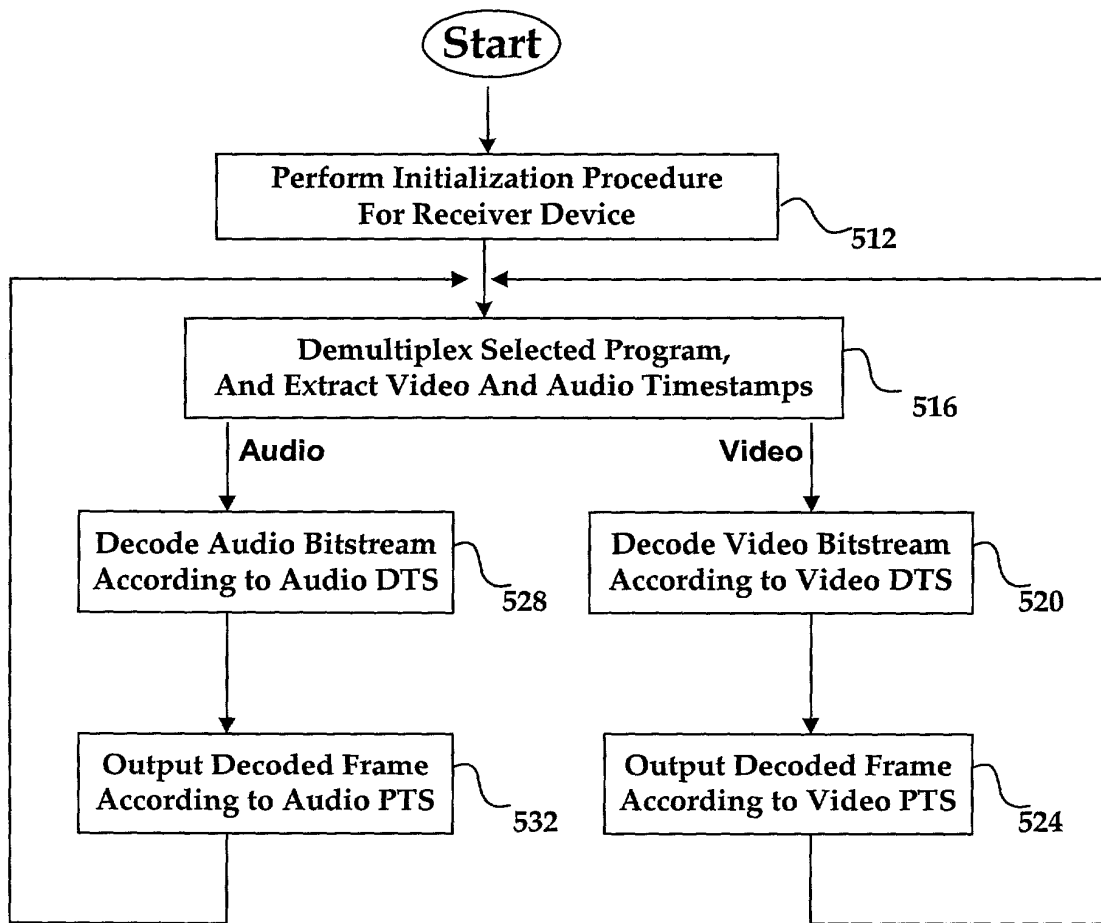 Start
Perform Initialization Procedure
For Receiver Device
512
Demultiplex Selected Program,
And Extract Video And Audio Timestamps
516
Audio
Video
Decode Audio Bitstream
According to Audio DTS
528
Decode Video Bitstream
According to Video DTS
520
Output Decoded Frame
According to Audio PTS
532
Output Decoded Frame
According to Video PTS
524